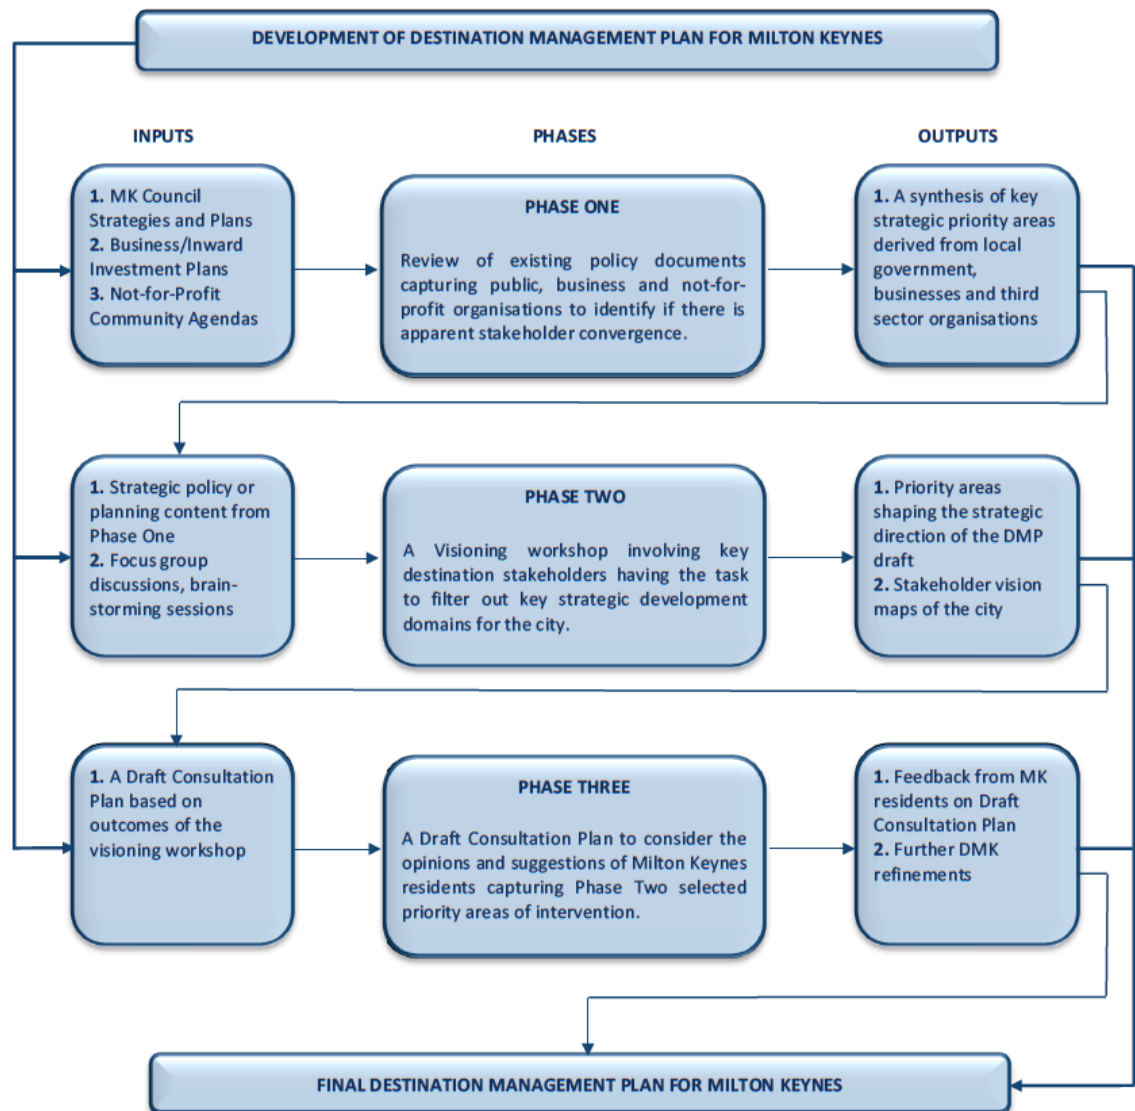 DEVELOPMENT OF DESTINATION MANAGEMENT PLAN FOR MILTON KEYNES
INPUTS
PHASES
OUTPUTS
1. MK Council
Strategies and Plans
2. Business/Inward
Investment Plans
3. Not-for-Profit
Community Agendas
PHASE ONE
Review of existing policy documents
capturing public, business and not-for-
profit organisations to identify if there is
apparent stakeholder convergence.
1. A synthesis of key
strategic priority areas
derived from local
government,
businesses and third
sector organisations
1. Strategic policy or
planning content from
Phase One
2. Focus group
discussions, brain-
storming sessions
PHASE TWO
A Visioning workshop involving key
destination stakeholders having the task
to filter out key strategic development
domains for the city.
1. Priority areas
shaping the strategic
direction of the DMP
draft
2. Stakeholder vision
maps of the city
1. A Draft Consultation
Plan based on
outcomes of the
visioning workshop
PHASE THREE
A Draft Consultation Plan to consider the
opinions and suggestions of Milton Keynes
residents capturing Phase Two selected
priority areas of intervention.
1. Feedback from MK
residents on Draft
Consultation Plan
2. Further DMK
refinements
FINAL DESTINATION MANAGEMENT PLAN FOR MILTON KEYNES